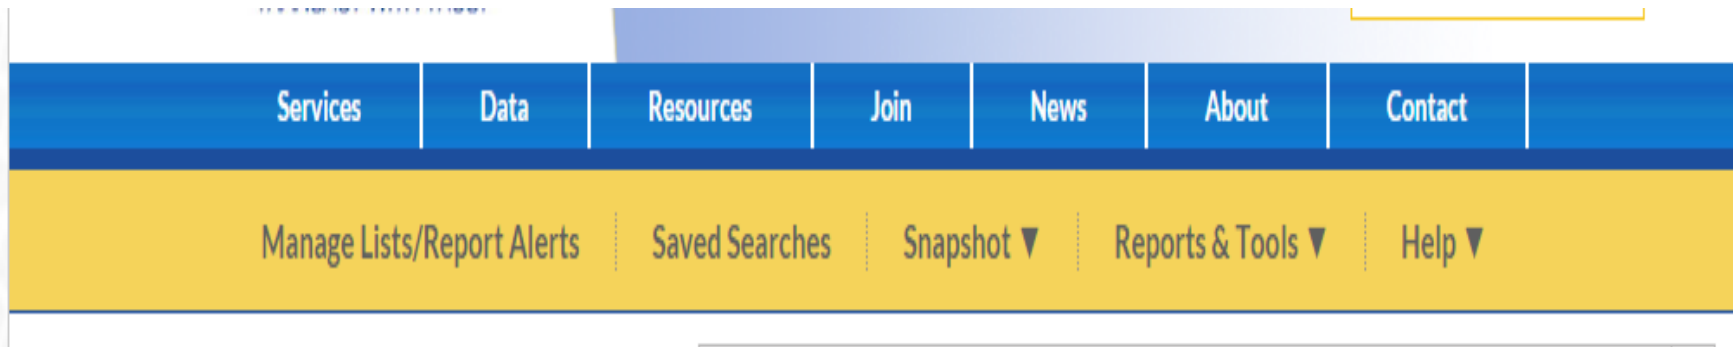 Services Data Resources Join News About Contact
Manage Lists/Report Alerts Saved Searches Snapshot ▼ Reports & Tools ▼ Help ▼